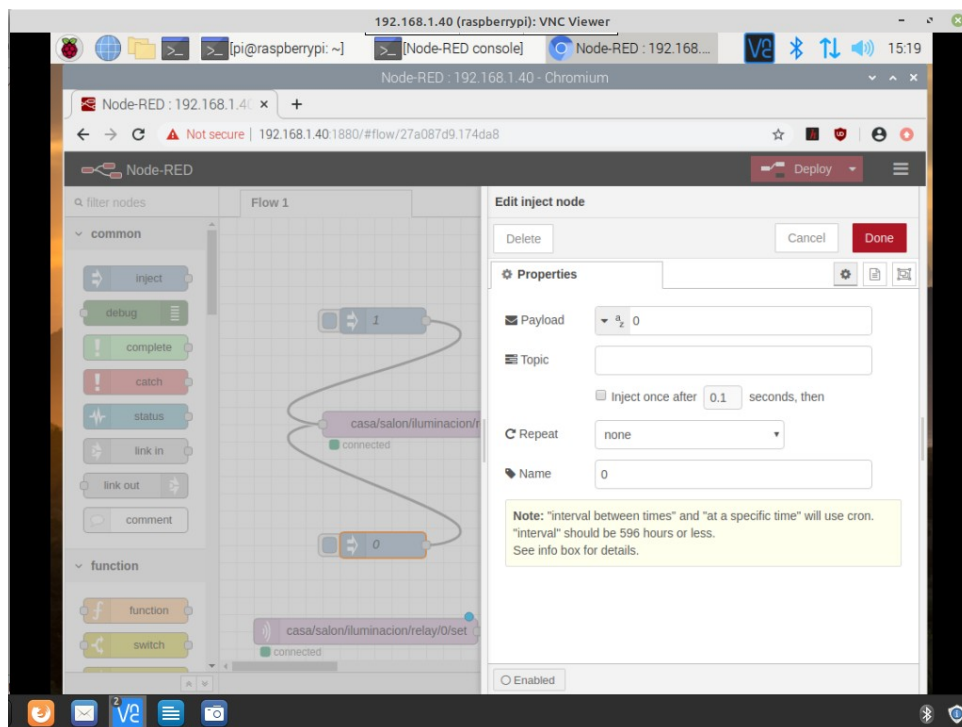 192.168.1.40 (raspberrypi): VNC Viewer
[pi@raspberrypi: ~]
[Node-RED console]
Node-RED : 192.168....
15:19
Node-RED : 192.168.1.40 - Chromium
Node-RED : 192.168.1.40
Not secure | 192.168.1.40:1880/#flow/27a087d9.174da8
Node-RED
Deploy
filter nodes
common
inject
debug
complete
catch
status
link in
link out
comment
function
function
switch
Flow 1
1
casa/salon/iluminacion/r
connected
0
casa/salon/iluminacion/relay/0/set
connected
Edit inject node
Delete
Cancel
Done
Properties
Payload
a z 0
Topic
Inject once after 0.1 seconds, then
Repeat
none
Name
0
Note: "interval between times" and "at a specific time" will use cron.
"interval" should be 596 hours or less.
See info box for details.
Enabled
2